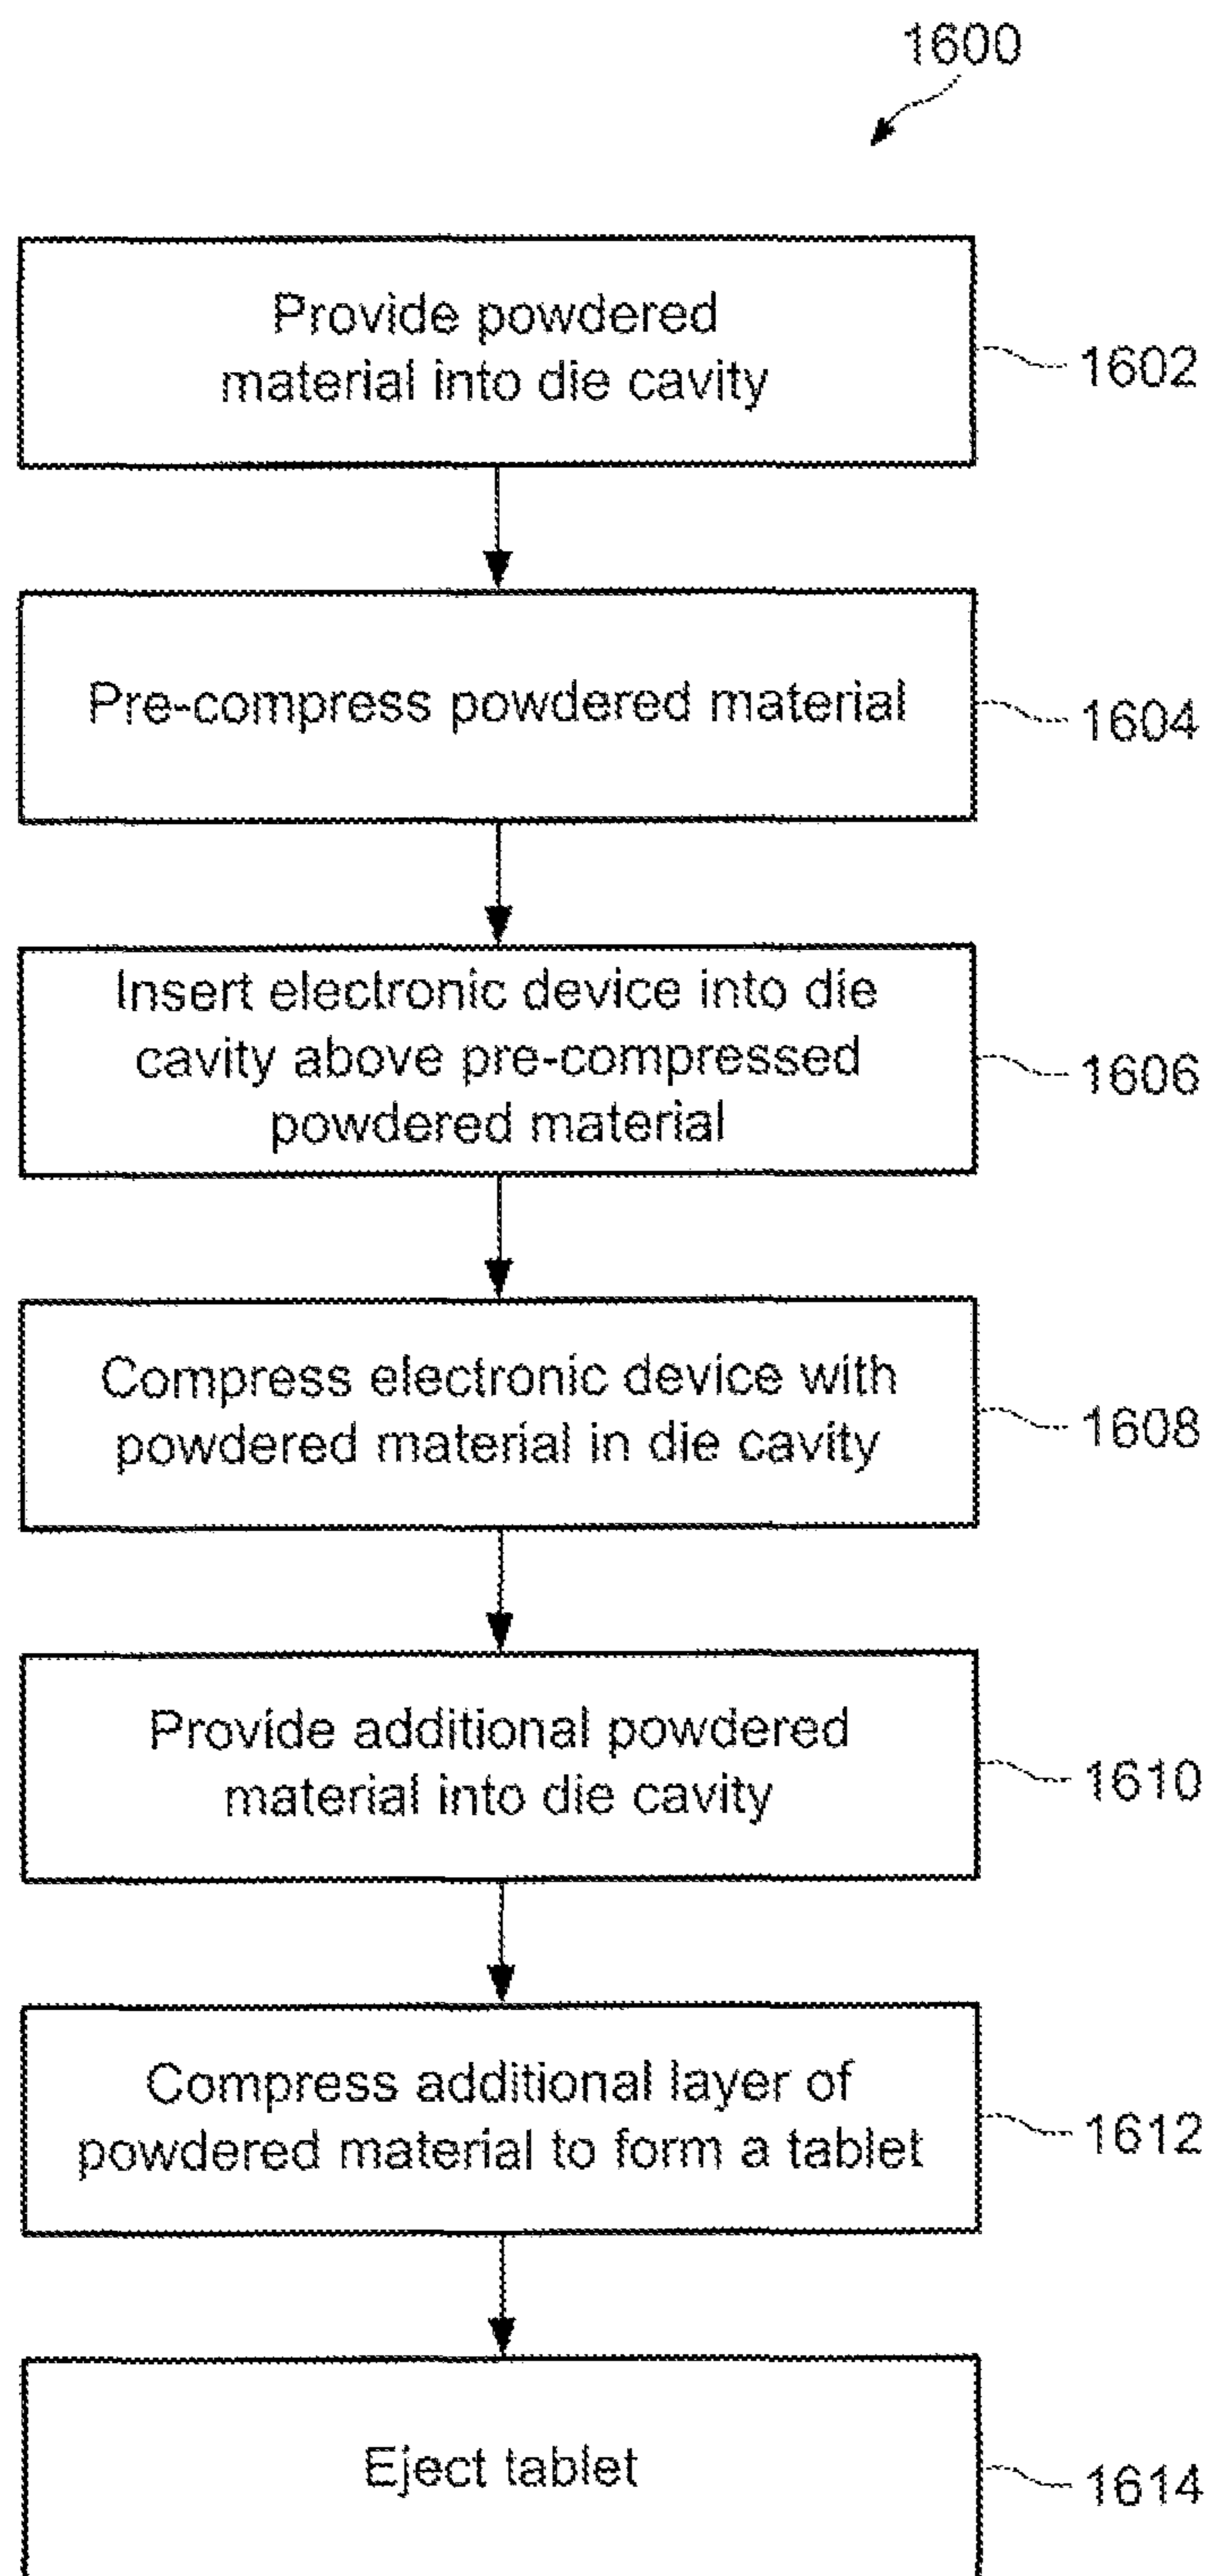 1600
Provide powdered
material into die cavity
1602
Pre-compress powdered material
1604
Insert electronic device into die
cavity above pre-compressed
powdered material
1606
Compress electronic device with
powdered material in die cavity
1608
Provide additional powdered
material into die cavity
1610
Compress additional layer of
powdered material to form a tablet
1612
Eject tablet
1614